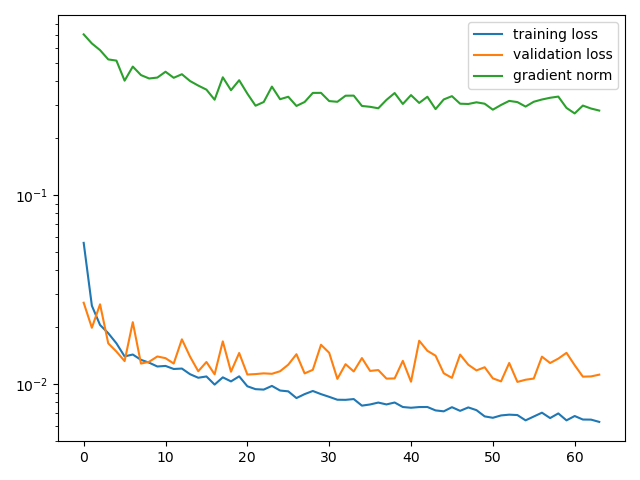 training loss
validation loss
gradient norm
10⁻¹
10⁻²
0 10 20 30 40 50 60